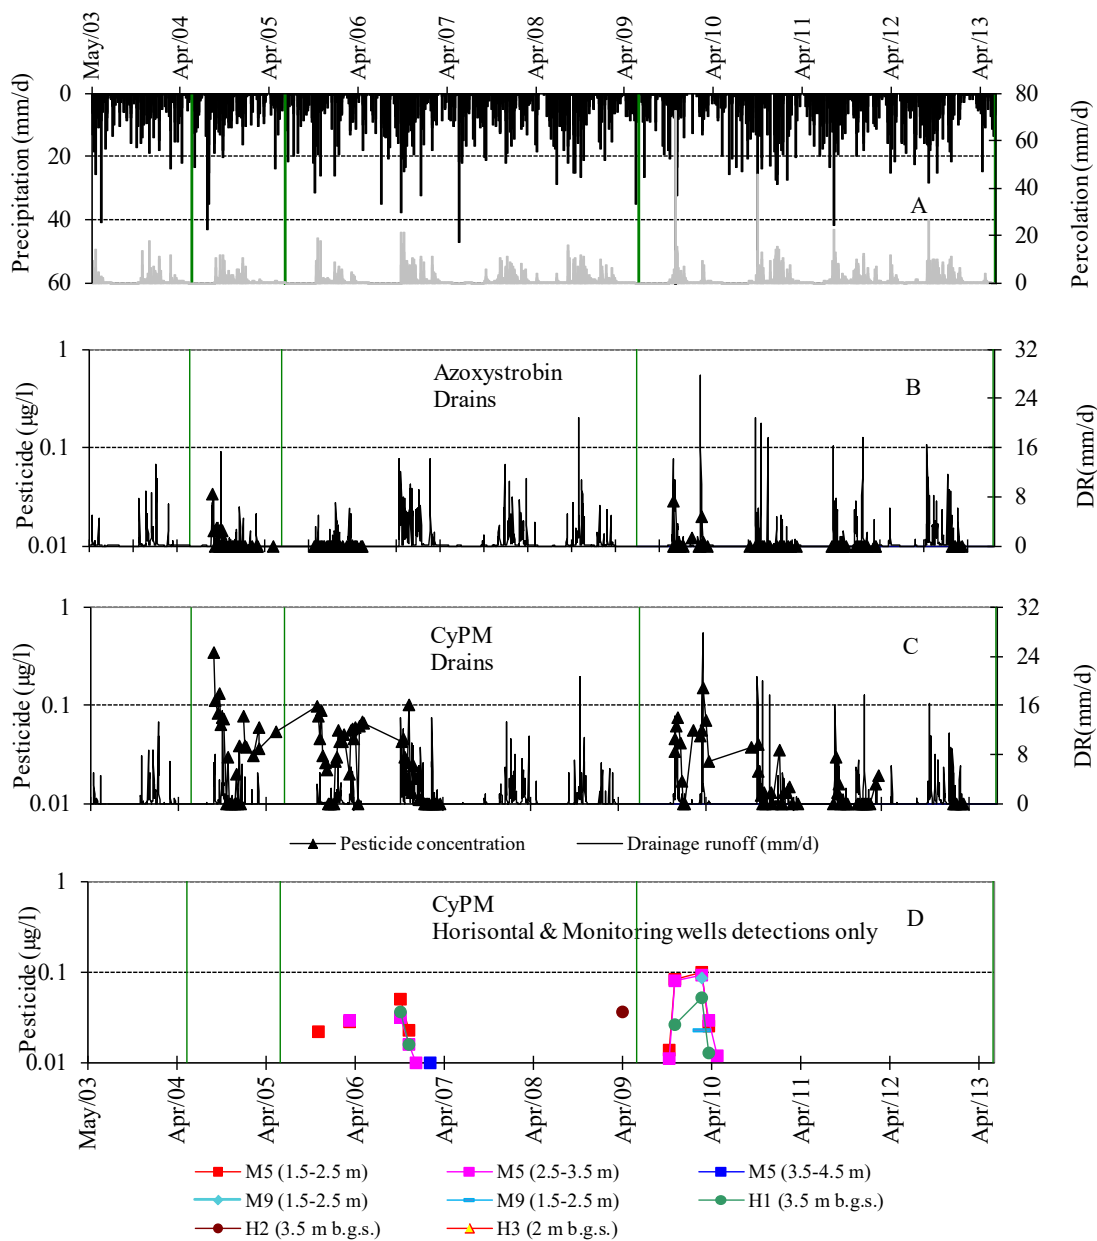 May/03 Apr/04 Apr/05 Apr/06 Apr/07 Apr/08 Apr/09 Apr/10 Apr/11 Apr/12 Apr/13
Precipitation (mm/d)
0
20
40
60
A
80
60
40
20
0
Percolation (mm/d)
Pesticide (µg/l)
1
0.1
0.01
Azoxystrobin
Drains
B
32
24
16
8
0
DR(mm/d)
Pesticide (µg/l)
1
0.1
0.01
CyPM
Drains
C
32
24
16
8
0
DR(mm/d)
Pesticide concentration Drainage runoff (mm/d)
Pesticide (µg/l)
1
0.1
0.01
CyPM
Horisontal & Monitoring wells detections only
D
May/03 Apr/04 Apr/05 Apr/06 Apr/07 Apr/08 Apr/09 Apr/10 Apr/11 Apr/12 Apr/13
M5 (1.5-2.5 m) M5 (2.5-3.5 m) M5 (3.5-4.5 m)
M9 (1.5-2.5 m) M9 (1.5-2.5 m) H1 (3.5 m b.g.s.)
H2 (3.5 m b.g.s.) H3 (2 m b.g.s.)